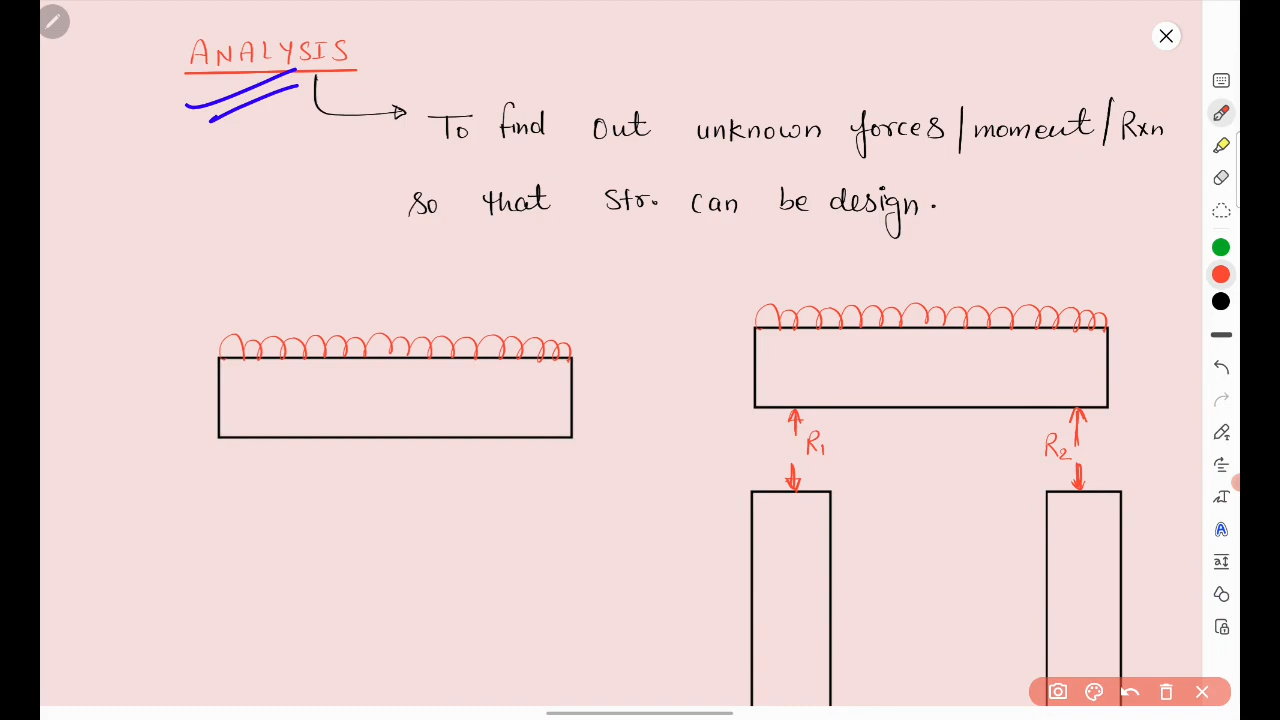 ANALYSIS
To find out unknown forces/moment/Rxn
so that Str. can be design.
R1
R2